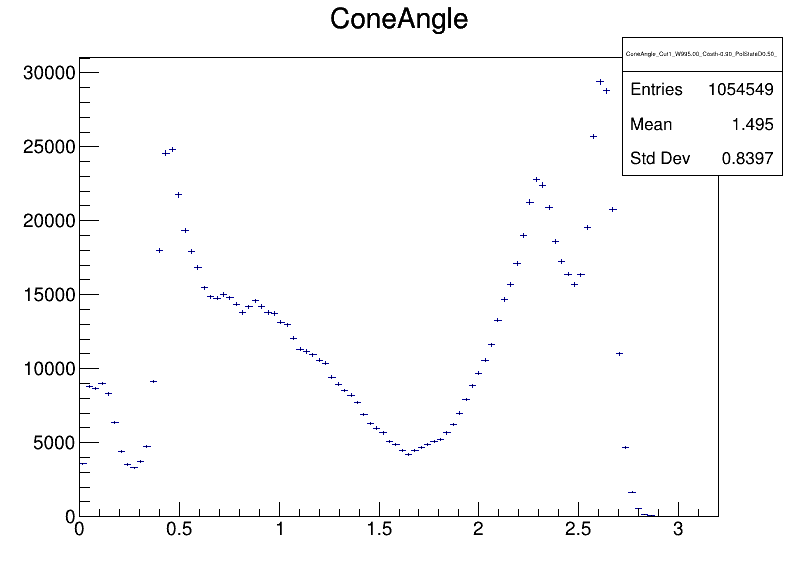 ConeAngle
ConeAngle_Cut1_W995.00_Costh-0.90_PolStateD0.50_
Entries 1054549
Mean 1.495
Std Dev 0.8397
30000
25000
20000
15000
10000
5000
0
0 0.5 1 1.5 2 2.5 3